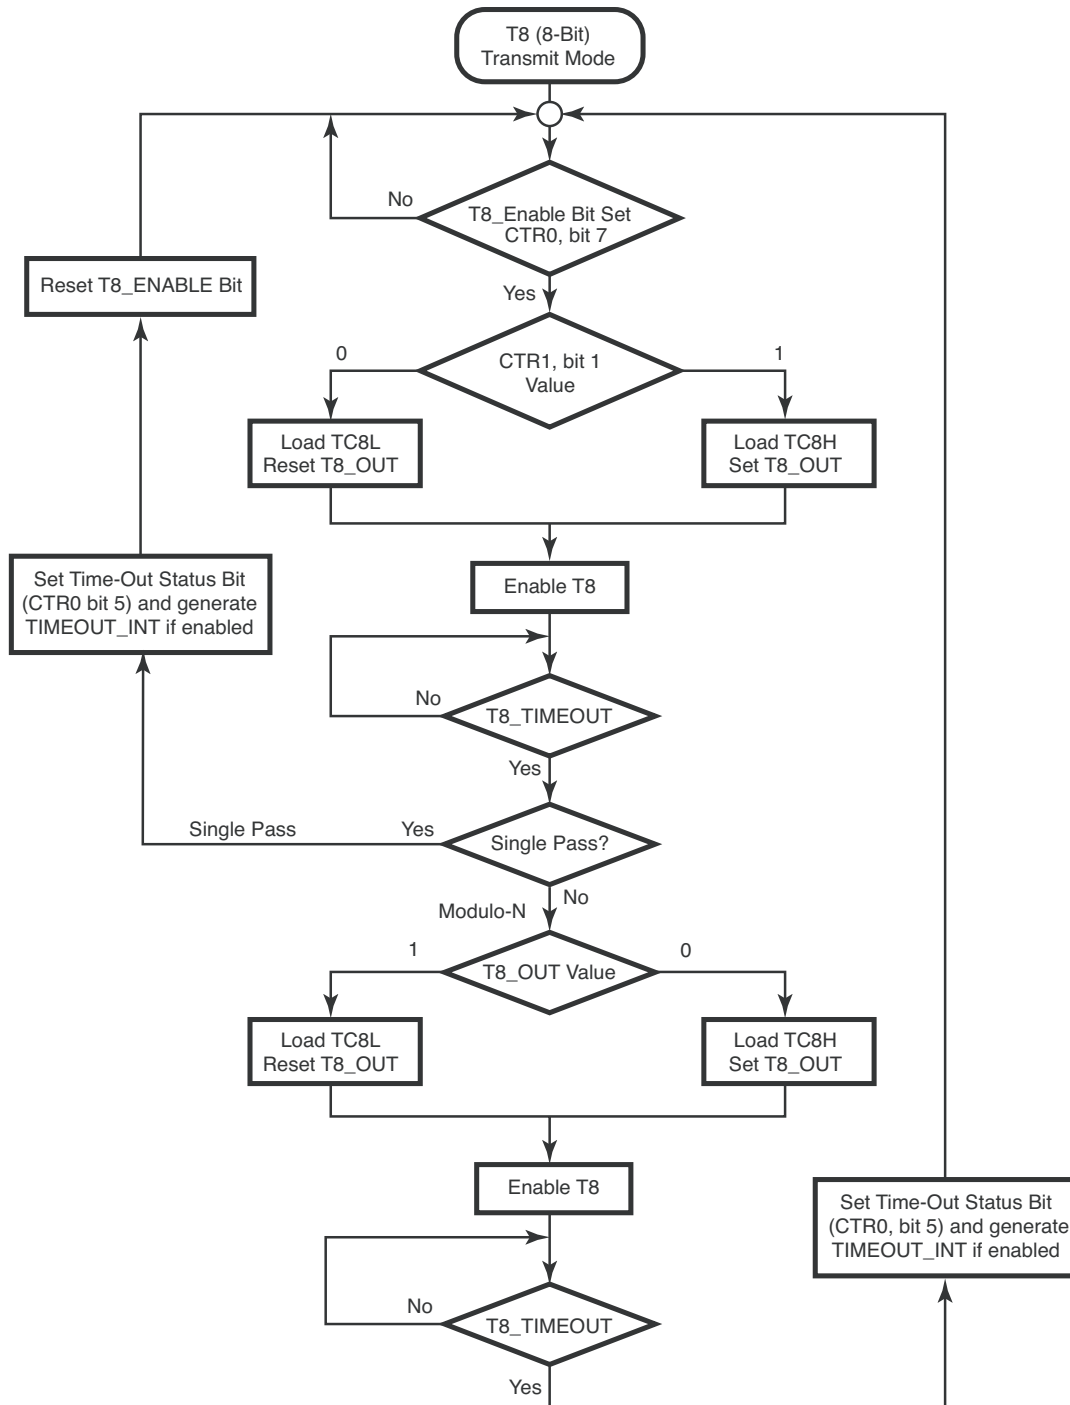 T8 (8-Bit)
Transmit Mode
No
T8_Enable Bit Set
CTR0, bit 7
Reset T8_ENABLE Bit
Yes
0
CTR1, bit 1
Value
1
Load TC8L
Reset T8_OUT
Load TC8H
Set T8_OUT
Set Time-Out Status Bit
(CTR0 bit 5) and generate
TIMEOUT_INT if enabled
Enable T8
No
T8_TIMEOUT
Yes
Single Pass
Yes
Single Pass?
No
Modulo-N
1
T8_OUT Value
0
Load TC8L
Reset T8_OUT
Load TC8H
Set T8_OUT
Enable T8
Set Time-Out Status Bit
(CTR0, bit 5) and generate
TIMEOUT_INT if enabled
No
T8_TIMEOUT
Yes